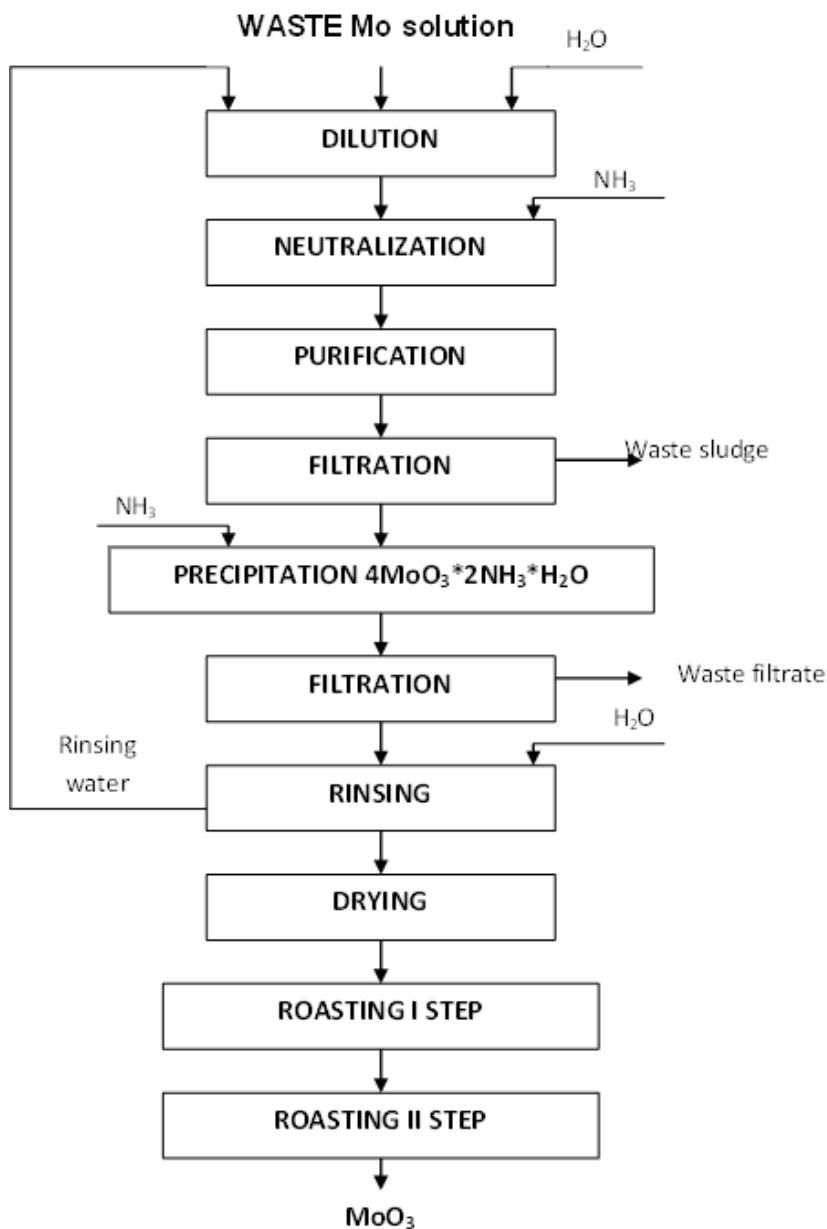 WASTE Mo solution
H₂O
DILUTION
NH₃
NEUTRALIZATION
PURIFICATION
FILTRATION
Waste sludge
NH₃
PRECIPITATION 4MoO₃*2NH₃*H₂O
FILTRATION
Waste filtrate
H₂O
Rinsing
water
RINSING
DRYING
ROASTING I STEP
ROASTING II STEP
MoO₃